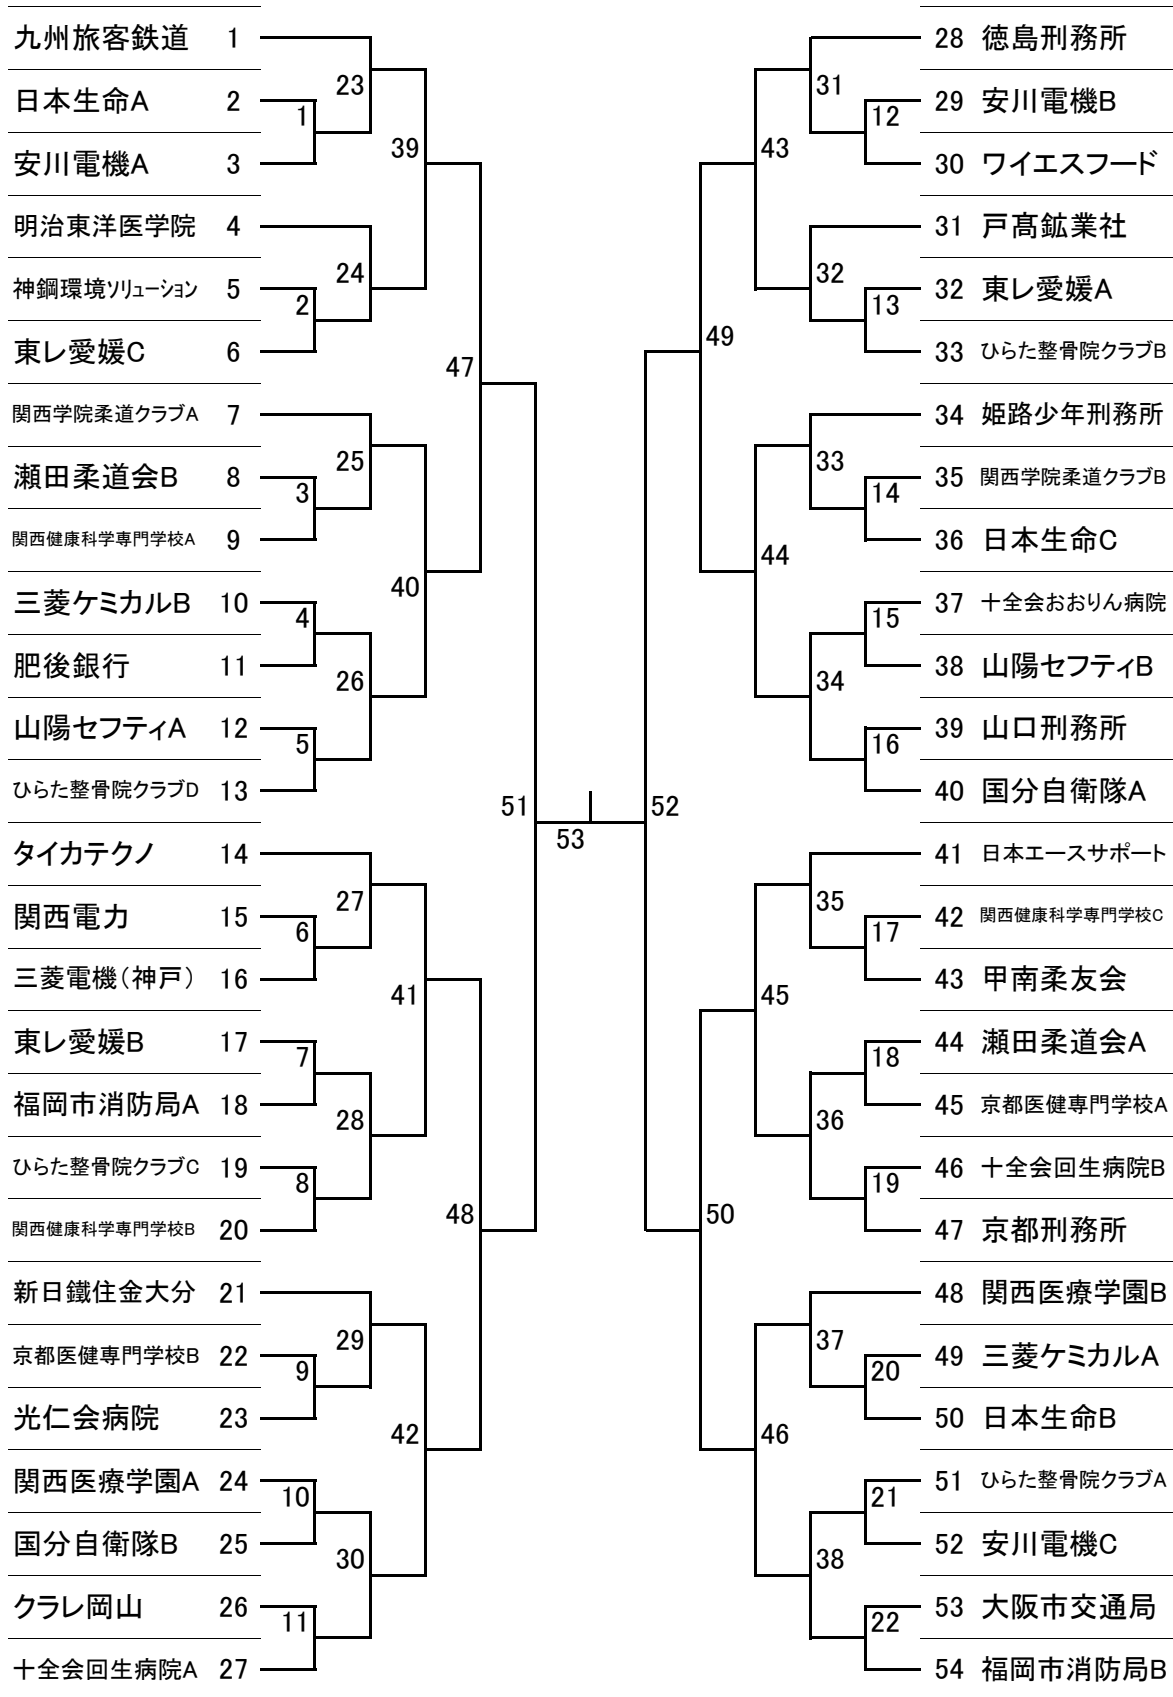 九州旅客鉄道 1
日本生命A 2
安川電機A 3
明治東洋医学院 4
神鋼環境ソリューション 5
東レ愛媛C 6
関西学院柔道クラブA 7
瀬田柔道会B 8
関西健康科学専門学校A 9
三菱ケミカルB 10
肥後銀行 11
山陽セフティA 12
ひらた整骨院クラブD 13
タイカテクノ 14
関西電力 15
三菱電機(神戸) 16
東レ愛媛B 17
福岡市消防局A 18
ひらた整骨院クラブC 19
関西健康科学専門学校B 20
新日鐵住金大分 21
京都医健専門学校B 22
光仁会病院 23
関西医療学園A 24
国分自衛隊B 25
クラレ岡山 26
十全会回生病院A 27
1
2
3
4
5
6
7
8
9
10
11
23
24
25
26
27
28
29
30
39
40
41
42
47
48
51
53
52
49
50
43
44
45
46
31
32
33
34
35
36
37
38
12
13
14
15
16
17
18
19
20
21
22
28 徳島刑務所
29 安川電機B
30 ワイエスフード
31 戸髙鉱業社
32 東レ愛媛A
33 ひらた整骨院クラブB
34 姫路少年刑務所
35 関西学院柔道クラブB
36 日本生命C
37 十全会おおりん病院
38 山陽セフティB
39 山口刑務所
40 国分自衛隊A
41 日本エースサポート
42 関西健康科学専門学校C
43 甲南柔友会
44 瀬田柔道会A
45 京都医健専門学校A
46 十全会回生病院B
47 京都刑務所
48 関西医療学園B
49 三菱ケミカルA
50 日本生命B
51 ひらた整骨院クラブA
52 安川電機C
53 大阪市交通局
54 福岡市消防局B